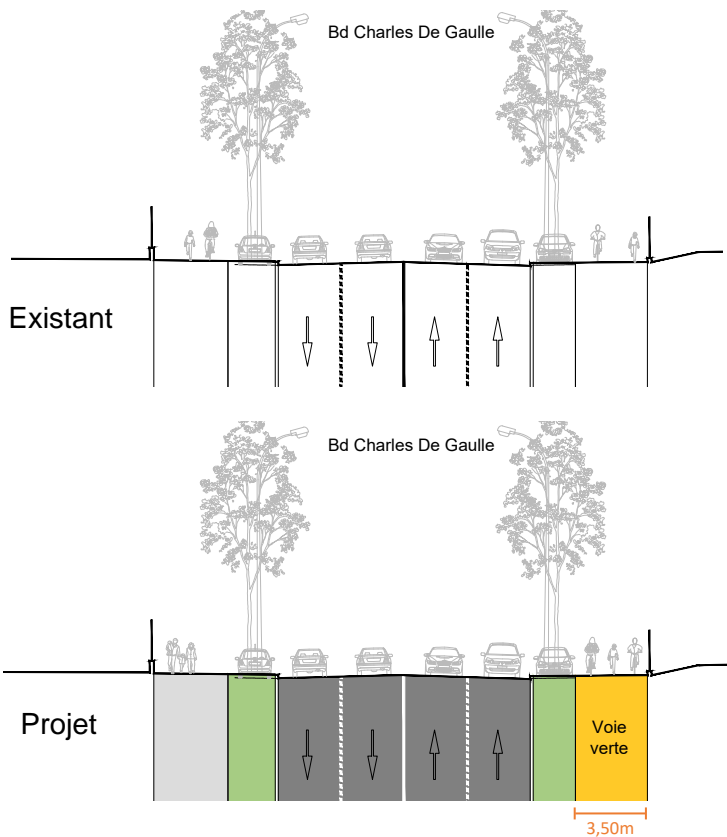 Bd Charles De Gaulle
Existant
Bd Charles De Gaulle
Projet
Voie
verte
3,50m